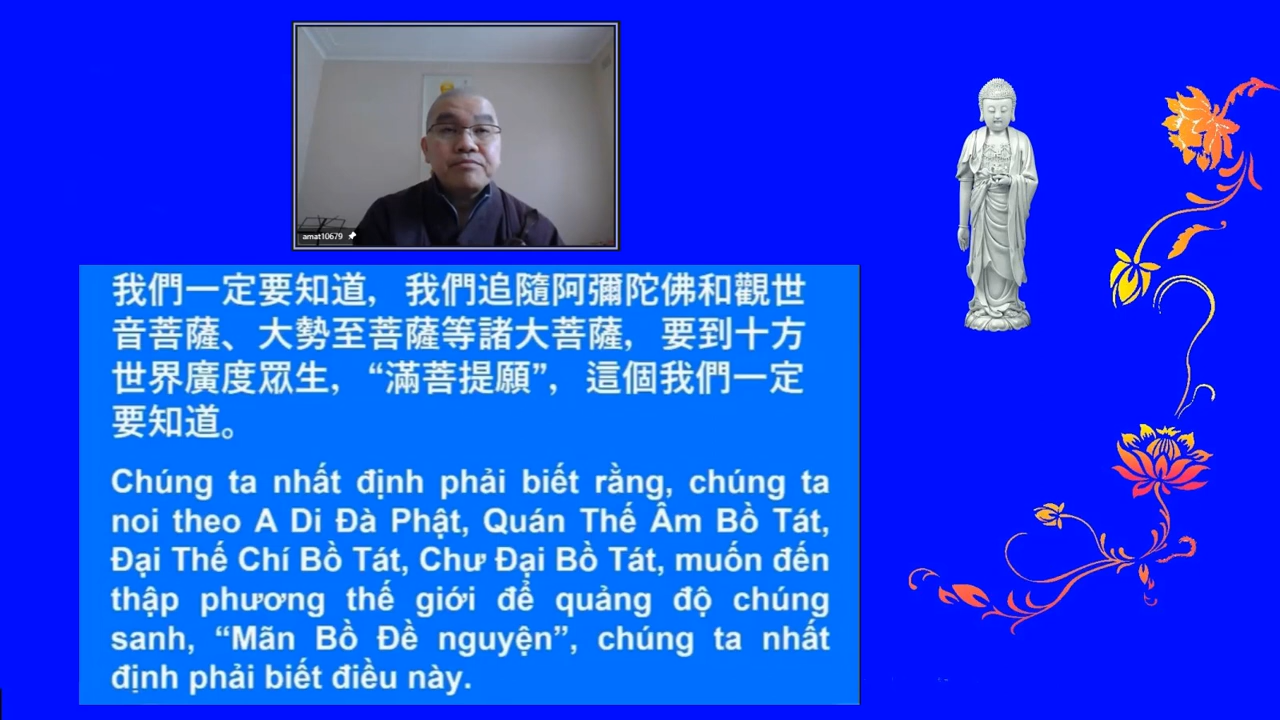 amat10679
我們一定要知道，我們追隨阿彌陀佛和觀世
音菩薩、大勢至菩薩等諸大菩薩，要到十方
世界廣度眾生，“滿菩提願”，這個我們一定
要知道。
Chúng ta nhất định phải biết rằng, chúng ta
noi theo A Di Đà Phật, Quán Thế Âm Bồ Tát,
Đại Thế Chí Bồ Tát, Chư Đại Bồ Tát, muốn đến
thập phương thế giới để quảng độ chúng
sanh, “Mãn Bồ Đề nguyện”, chúng ta nhất
định phải biết điều này.